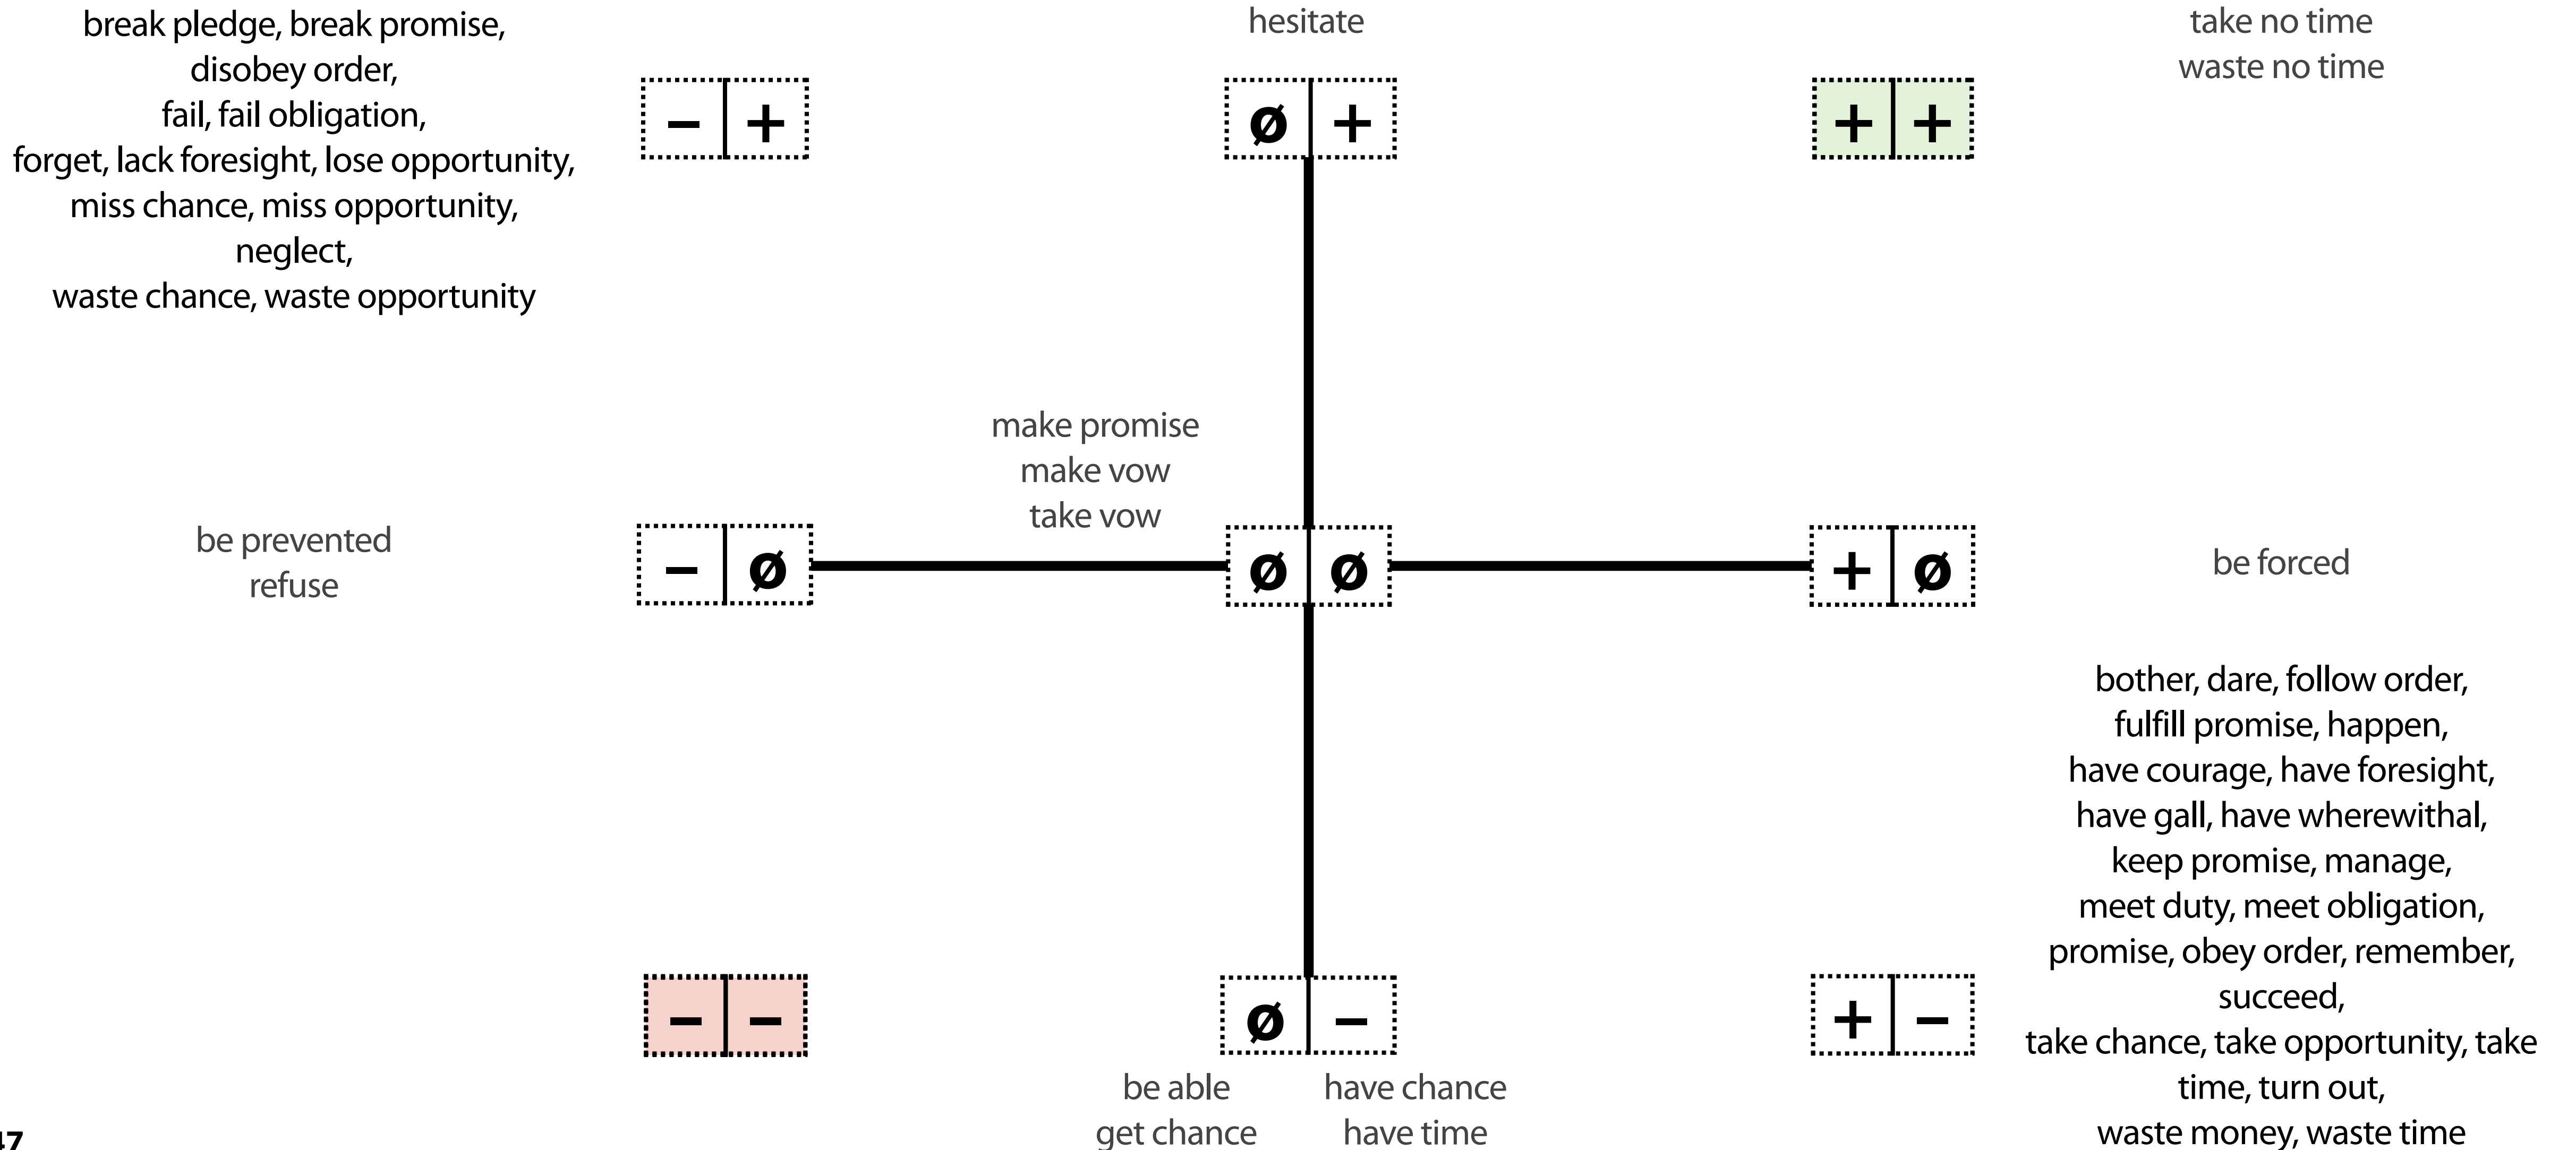 break pledge, break promise,
disobey order,
fail, fail obligation,
forget, lack foresight, lose opportunity,
miss chance, miss opportunity,
neglect,
waste chance, waste opportunity
– +
hesitate
ø +
take no time
waste no time
+ +
make promise
make vow
take vow
be prevented
refuse
– ø
ø ø
+ ø
be forced
– –
ø –
be able
get chance
have chance
have time
+ –
bother, dare, follow order,
fulfill promise, happen,
have courage, have foresight,
have gall, have wherewithal,
keep promise, manage,
meet duty, meet obligation,
promise, obey order, remember,
succeed,
take chance, take opportunity, take
time, turn out,
waste money, waste time
47